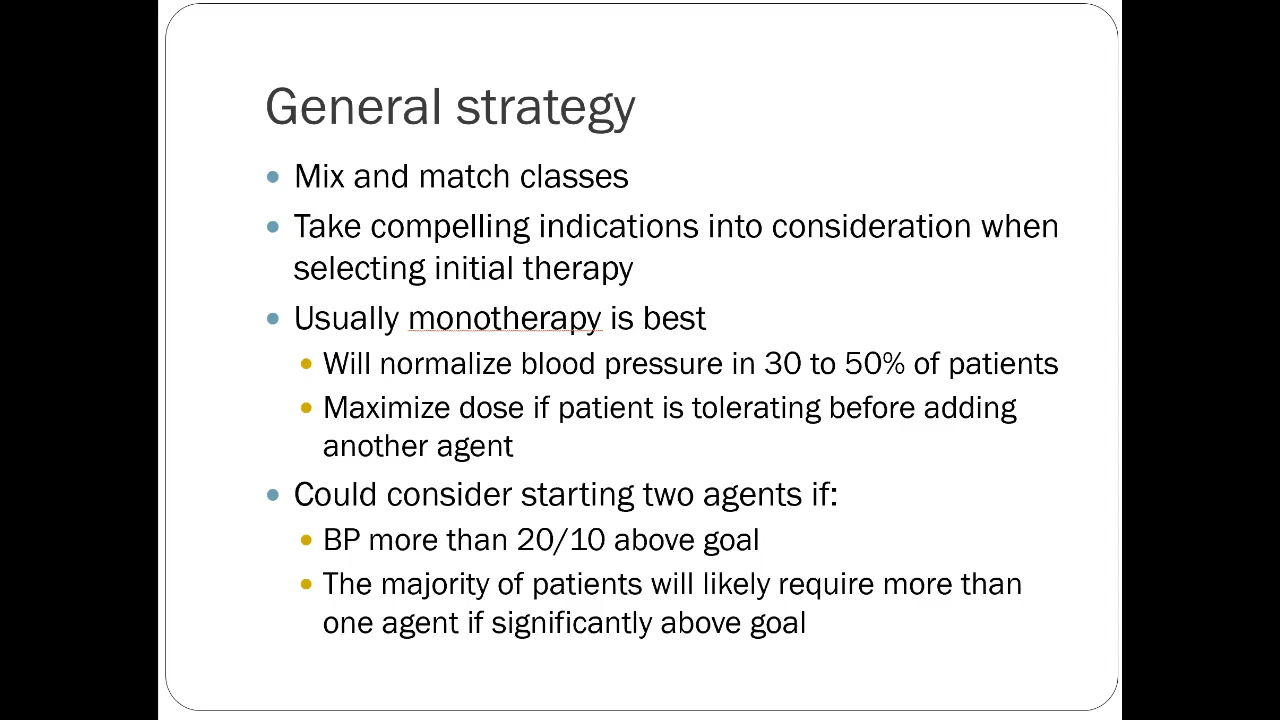 General strategy
Mix and match classes
Take compelling indications into consideration when
selecting initial therapy
Usually monotherapy is best
Will normalize blood pressure in 30 to 50% of patients
Maximize dose if patient is tolerating before adding
another agent
Could consider starting two agents if:
BP more than 20/10 above goal
The majority of patients will likely require more than
one agent if significantly above goal